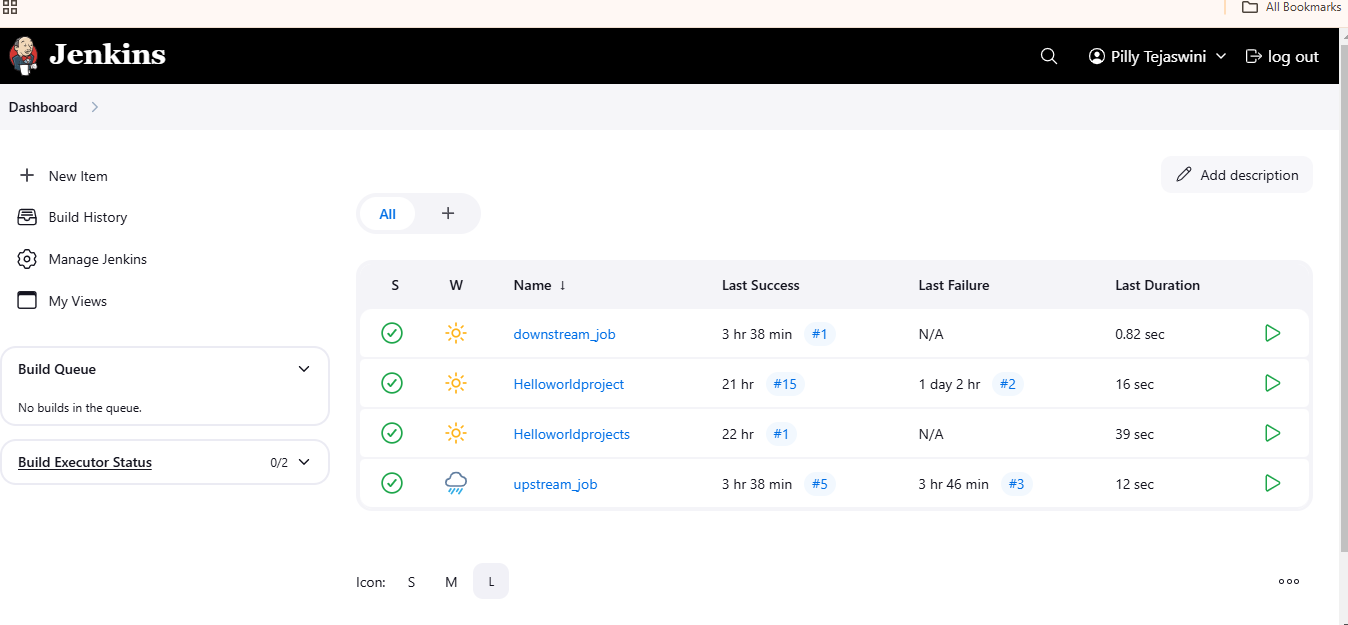 All Bookmarks
Jenkins
Pilly Tejaswini
log out
Dashboard
New Item
Build History
Manage Jenkins
My Views
Build Queue
No builds in the queue.
Build Executor Status 0/2
Add description
All +
S W Name ↓ Last Success Last Failure Last Duration
downstream_job 3 hr 38 min #1 N/A 0.82 sec
Helloworldproject 21 hr #15 1 day 2 hr #2 16 sec
Helloworldprojects 22 hr #1 N/A 39 sec
upstream_job 3 hr 38 min #5 3 hr 46 min #3 12 sec
Icon: S M L